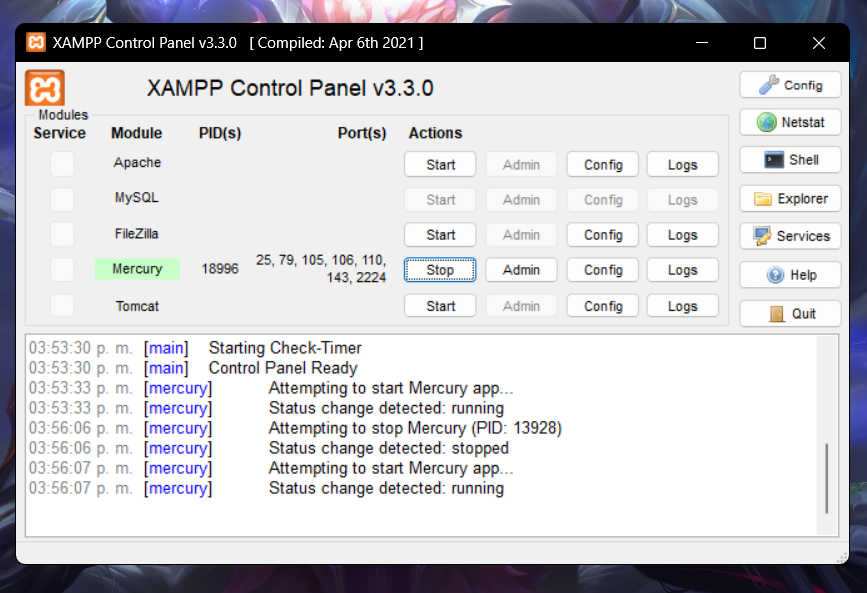 XAMPP Control Panel v3.3.0 [ Compiled: Apr 6th 2021 ]
XAMPP Control Panel v3.3.0
Config
Modules
Service Module PID(s) Port(s) Actions
Netstat
Apache Start Admin Config Logs
Shell
MySQL Start Admin Config Logs
Explorer
FileZilla Start Admin Config Logs
Services
Mercury 18996 25, 79, 105, 106, 110, 143, 2224 Stop Admin Config Logs
Help
Tomcat Start Admin Config Logs
Quit
03:53:30 p. m. [main] Starting Check-Timer
03:53:30 p. m. [main] Control Panel Ready
03:53:33 p. m. [mercury] Attempting to start Mercury app...
03:53:33 p. m. [mercury] Status change detected: running
03:56:06 p. m. [mercury] Attempting to stop Mercury (PID: 13928)
03:56:06 p. m. [mercury] Status change detected: stopped
03:56:07 p. m. [mercury] Attempting to start Mercury app...
03:56:07 p. m. [mercury] Status change detected: running